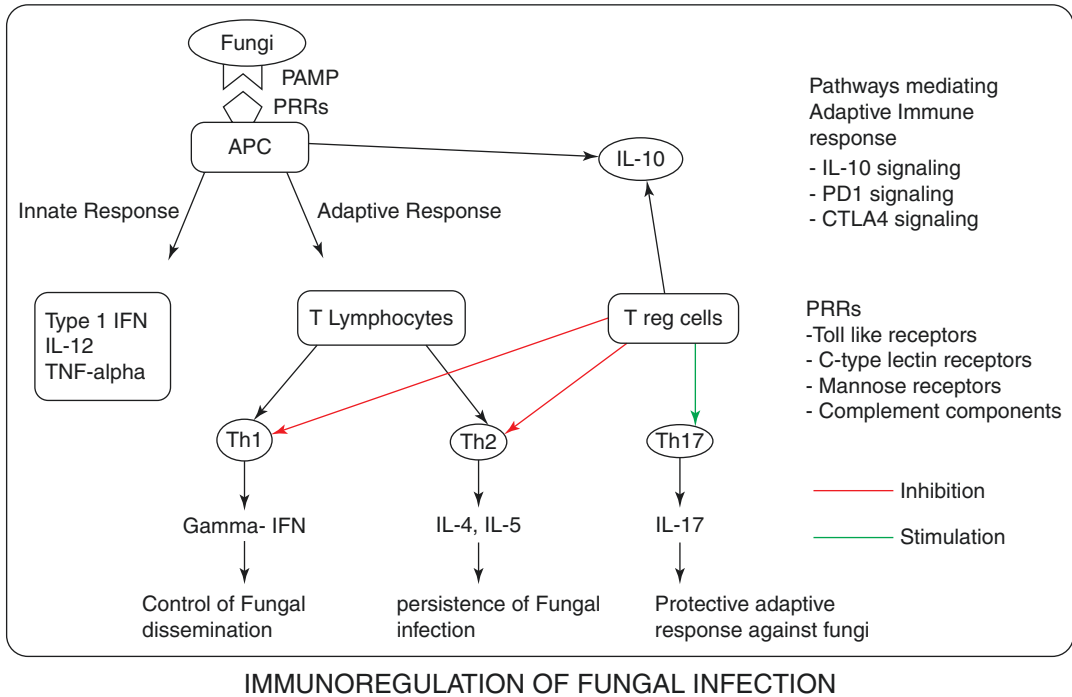 Fungi
PAMP
PRRs
APC
IL-10
Innate Response
Adaptive Response
Pathways mediating
Adaptive Immune
response
- IL-10 signaling
- PD1 signaling
- CTLA4 signaling
Type 1 IFN
IL-12
TNF-alpha
T Lymphocytes
T reg cells
PRRs
-Toll like receptors
- C-type lectin receptors
- Mannose receptors
- Complement components
Th1
Th2
Th17
Inhibition
Stimulation
Gamma- IFN
IL-4, IL-5
IL-17
Control of Fungal
dissemination
persistence of Fungal
infection
Protective adaptive
response against fungi
IMMUNOREGULATION OF FUNGAL INFECTION